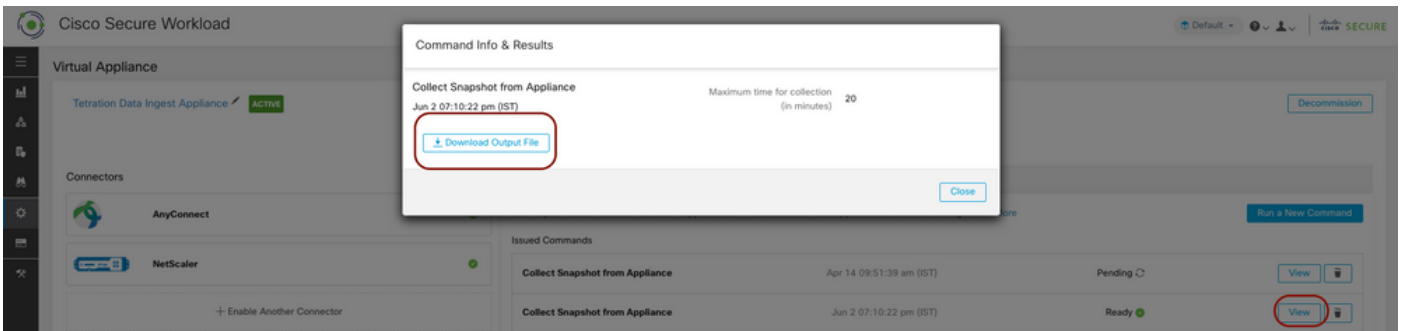 Cisco Secure Workload
Default
CISCO SECURE
Virtual Appliance
Tetration Data Ingest Appliance ACTIVE
Decommission
Command Info & Results
Collect Snapshot from Appliance
Jun 2 07:10:22 pm (IST)
Maximum time for collection
(in minutes)
20
Download Output File
Close
Connectors
AnyConnect
NetScaler
+ Enable Another Connector
ore
Run a New Command
Issued Commands
Collect Snapshot from Appliance Apr 14 09:51:39 am (IST) Pending View
Collect Snapshot from Appliance Jun 2 07:10:22 pm (IST) Ready View